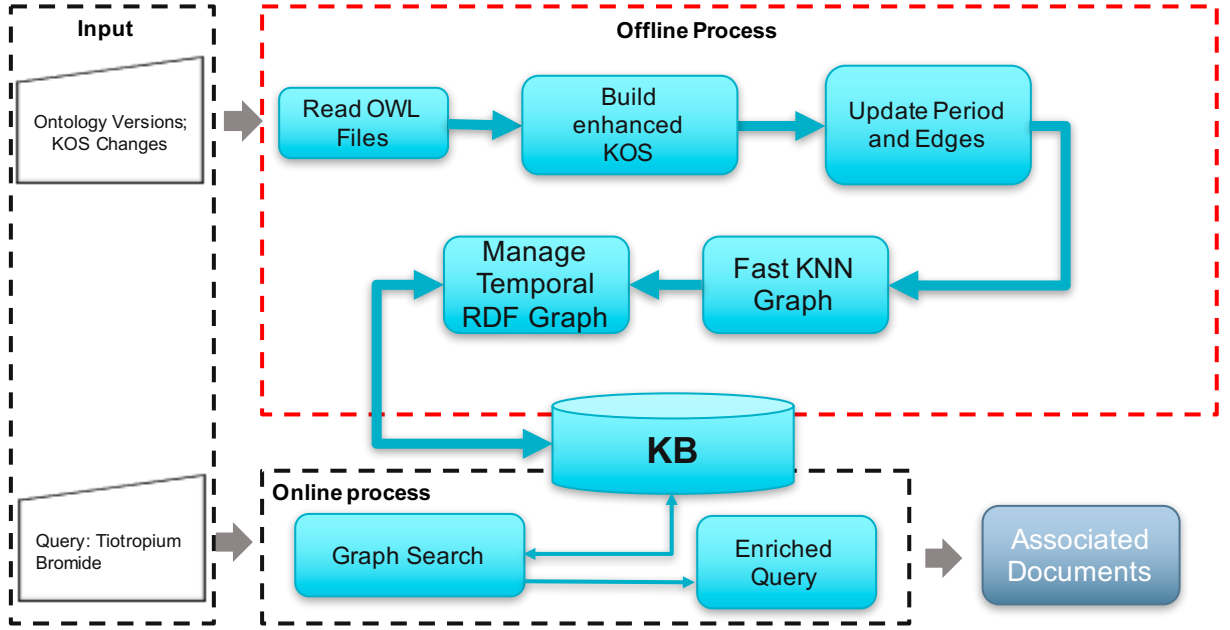 Input
Ontology Versions;
KOS Changes
Offline Process
Read OWL
Files
Build
enhanced
KOS
Update Period
and Edges
Manage
Temporal
RDF Graph
Fast KNN
Graph
KB
Query: Tiotropium
Bromide
Online process
Graph Search
Enriched
Query
Associated
Documents